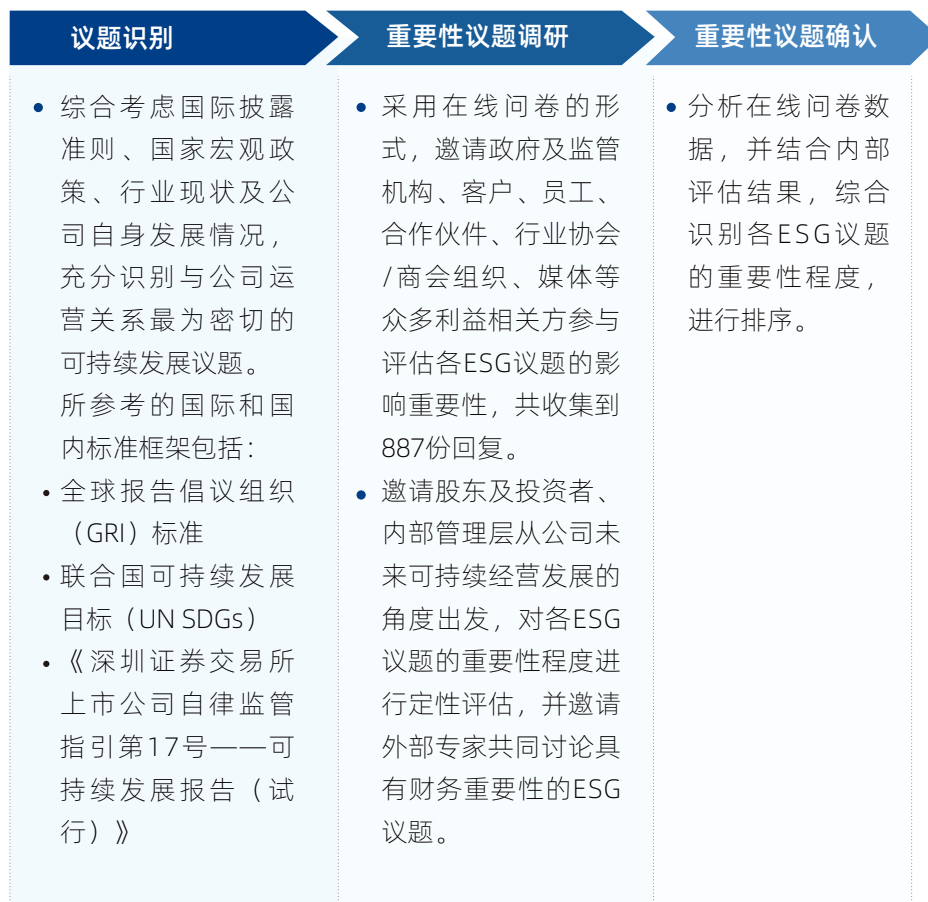 议题识别
综合考虑国际披露
准则、国家宏观政
策、行业现状及公
司自身发展情况，
充分识别与公司运
营关系最为密切的
可持续发展议题。
所参考的国际和国
内标准框架包括：
全球报告倡议组织
（GRI）标准
联合国可持续发展
目标（UN SDGs）
《深圳证券交易所
上市公司自律监管
指引第17号——可
持续发展报告（试
行）》
重要性议题调研
采用在线问卷的形
式，邀请政府及监管
机构、客户、员工、
合作伙伴、行业协会
/商会组织、媒体等
众多利益相关方参与
评估各ESG议题的影
响重要性，共收集到
887份回复。
邀请股东及投资者、
内部管理层从公司未
来可持续经营发展的
角度出发，对各ESG
议题的重要性程度进
行定性评估，并邀请
外部专家共同讨论具
有财务重要性的ESG
议题。
重要性议题确认
分析在线问卷数
据，并结合内部
评估结果，综合
识别各ESG议题
的重要性程度，
进行排序。